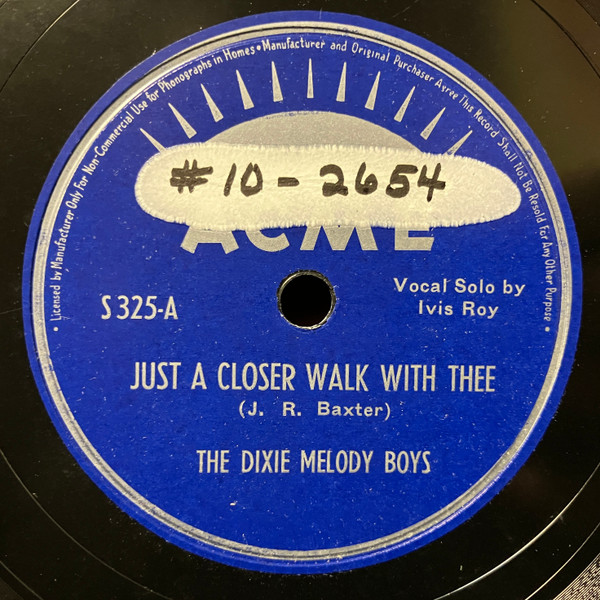 • Licensed by Manufacturer Only For Non-Commercial Use for Phonographs in Homes • Manufacturer and Original Purchaser Agree This Record Shall Not Be Resold For Any Other Purpose •
#10-2654
ACME
S 325-A
Vocal Solo by
Ivis Roy
JUST A CLOSER WALK WITH THEE
(J. R. Baxter)
THE DIXIE MELODY BOYS